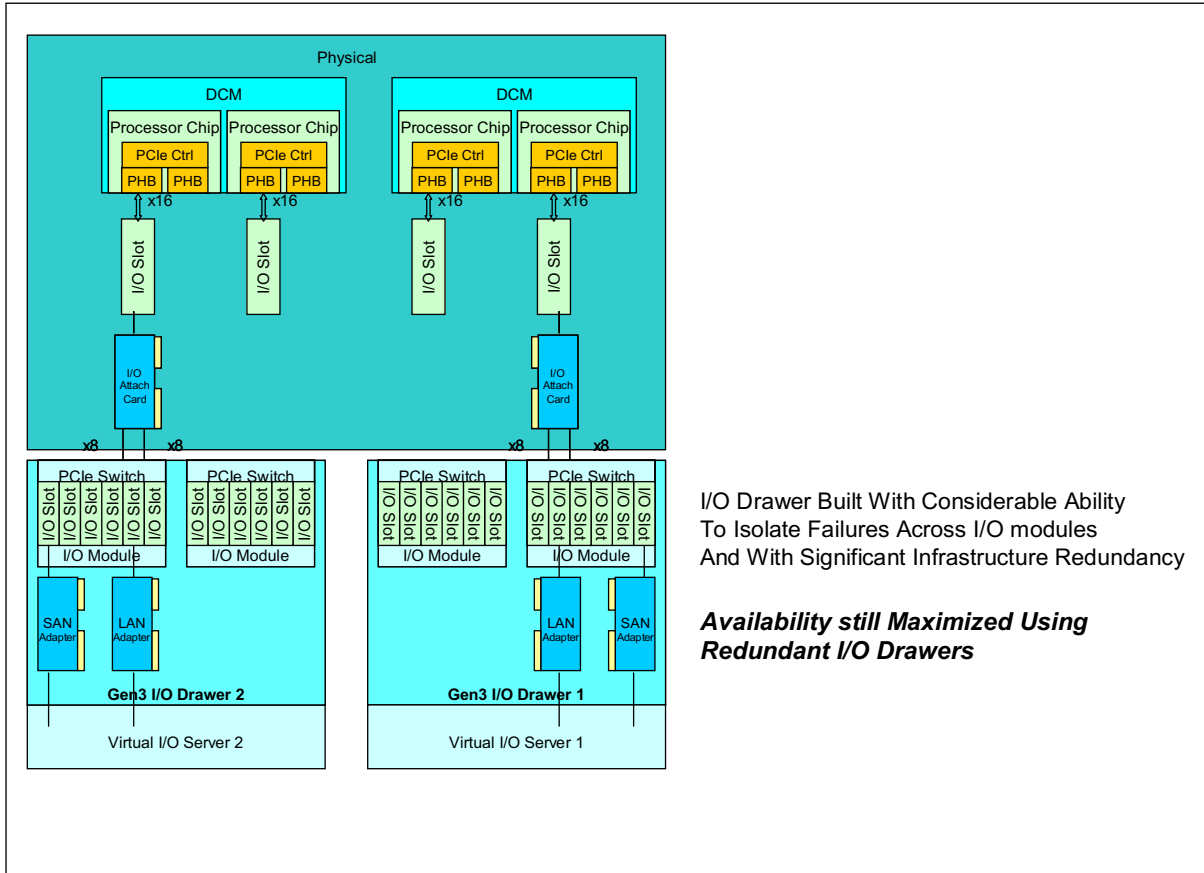 Physical
DCM
DCM
Processor Chip
Processor Chip
Processor Chip
Processor Chip
PCIe Ctrl
PCIe Ctrl
PCIe Ctrl
PCIe Ctrl
PHB PHB
PHB PHB
PHB PHB
PHB PHB
x16
x16
x16
x16
I/O Slot
I/O Slot
I/O Slot
I/O Slot
I/O
Attach
Card
I/O
Attach
Card
x8
x8
x8
x8
PCIe Switch
I/O Slot
I/O Slot
I/O Slot
I/O Slot
I/O Slot
I/O Slot
I/O Module
PCIe Switch
I/O Slot
I/O Slot
I/O Slot
I/O Slot
I/O Slot
I/O Slot
I/O Module
PCIe Switch
I/O Slot
I/O Slot
I/O Slot
I/O Slot
I/O Slot
I/O Slot
I/O Module
PCIe Switch
I/O Slot
I/O Slot
I/O Slot
I/O Slot
I/O Slot
I/O Slot
I/O Module
SAN
Adapter
LAN
Adapter
LAN
Adapter
SAN
Adapter
Gen3 I/O Drawer 2
Gen3 I/O Drawer 1
Virtual I/O Server 2
Virtual I/O Server 1
I/O Drawer Built With Considerable Ability
To Isolate Failures Across I/O modules
And With Significant Infrastructure Redundancy
Availability still Maximized Using
Redundant I/O Drawers